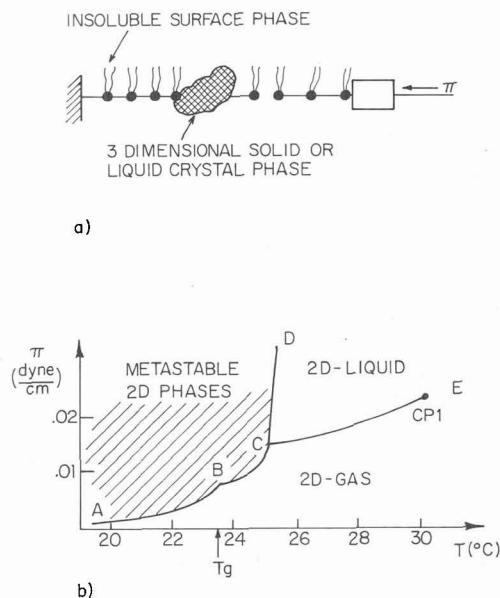 INSOLUBLE SURFACE PHASE
π
3 DIMENSIONAL SOLID OR
LIQUID CRYSTAL PHASE
a)
π
(dyne/cm)
METASTABLE
2D PHASES
D
2D-LIQUID
E
.02
CP1
C
.01
B
2D-GAS
A
20 22 24 26 28 30 T(°C)
Tg
b)